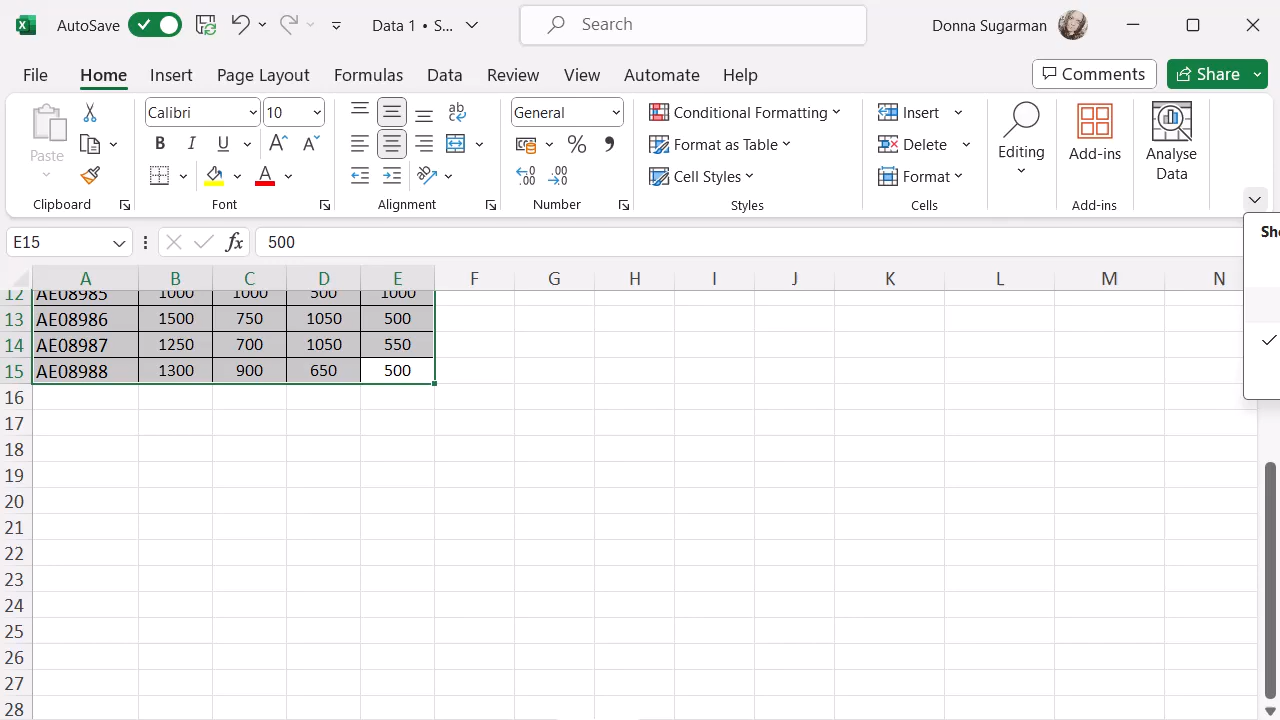 AutoSave Data 1 • S... Search Donna Sugarman
File Home Insert Page Layout Formulas Data Review View Automate Help Comments Share
Calibri 10 ab General Conditional Formatting Insert
Paste B I U A A % Format as Table Delete Editing Add-ins Analyse Data
A .00 .00 Cell Styles Format
Clipboard Font Alignment Number Styles Cells Add-ins
E15 fx 500
A B C D E F G H I J K L M N
12 AE08985 1000 1000 500 1000
13 AE08986 1500 750 1050 500
14 AE08987 1250 700 1050 550
15 AE08988 1300 900 650 500
16
17
18
19
20
21
22
23
24
25
26
27
28